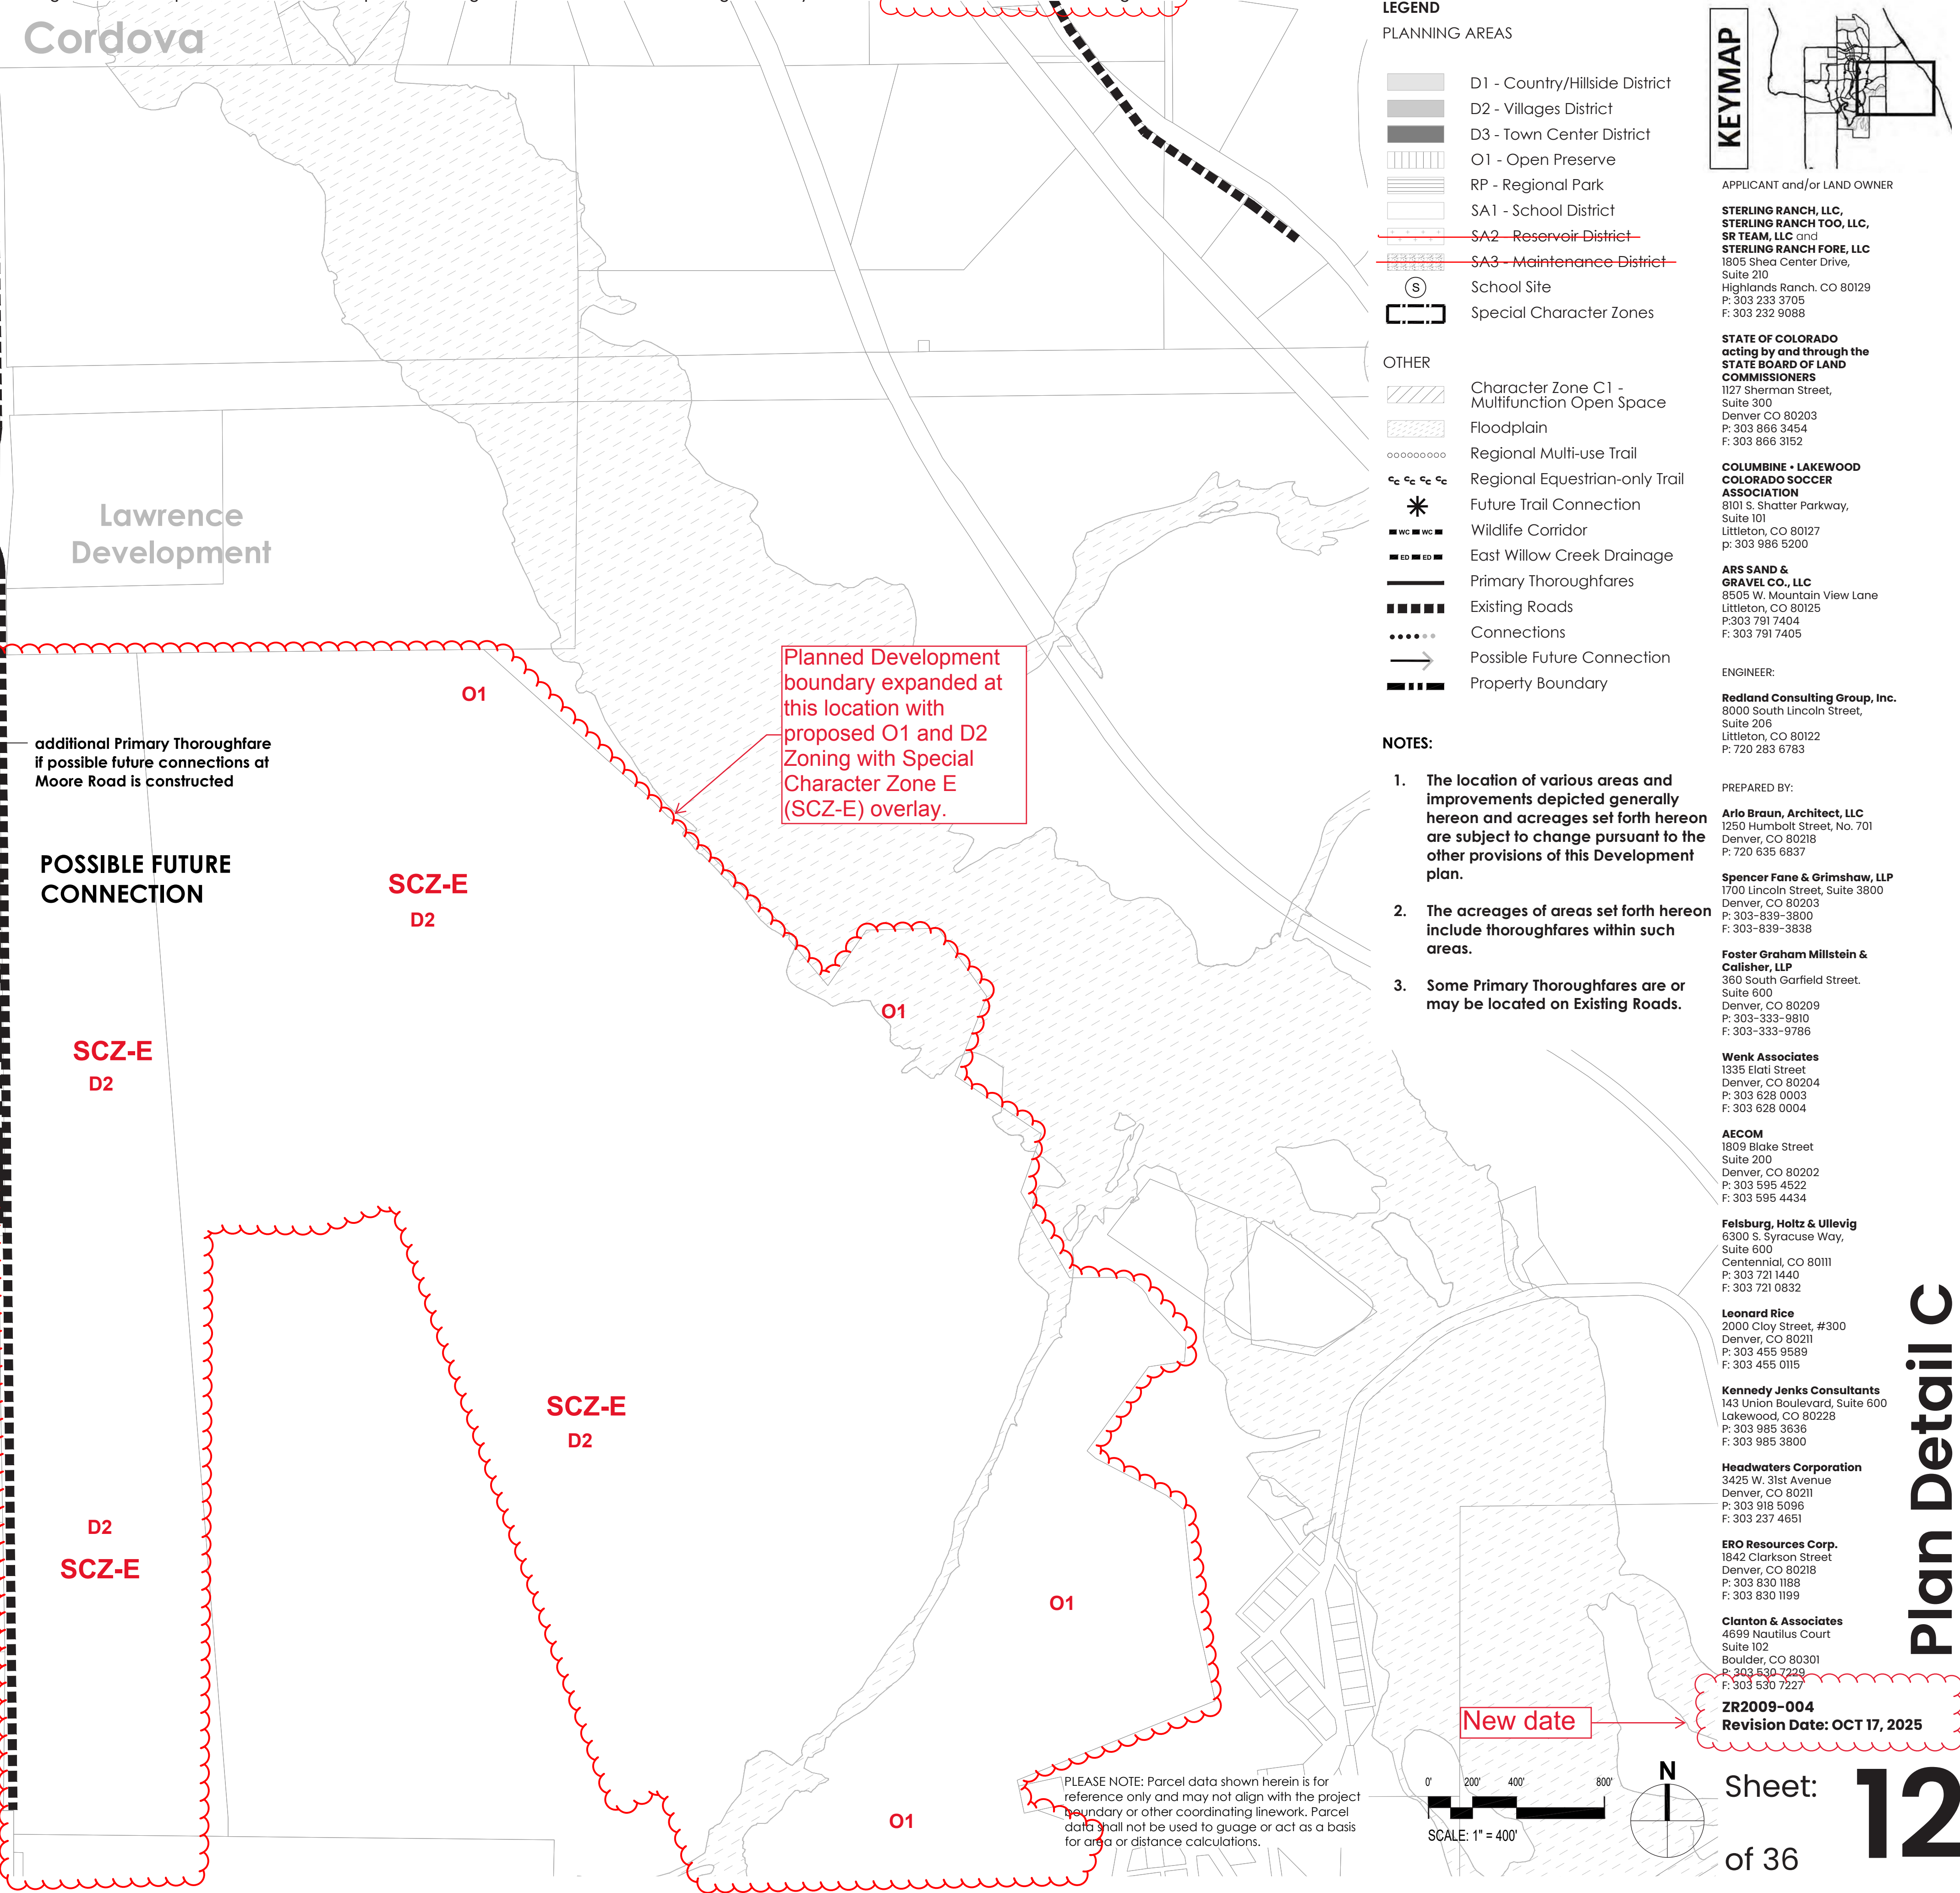 Cordova
Lawrence
Development
O1
additional Primary Thoroughfare
if possible future connections at
Moore Road is constructed
POSSIBLE FUTURE
CONNECTION
SCZ-E
D2
SCZ-E
D2
Planned Development
boundary expanded at
this location with
proposed O1 and D2
Zoning with Special
Character Zone E
(SCZ-E) overlay.
O1
SCZ-E
D2
D2
SCZ-E
O1
O1
PLEASE NOTE: Parcel data shown herein is for
reference only and may not align with the project
boundary or other coordinating linework. Parcel
data shall not be used to guage or act as a basis
for area or distance calculations.
LEGEND
PLANNING AREAS
D1 - Country/Hillside District
D2 - Villages District
D3 - Town Center District
O1 - Open Preserve
RP - Regional Park
SA1 - School District
SA2 - Reservoir District
SA3 - Maintenance District
S School Site
Special Character Zones
OTHER
Character Zone C1 -
Multifunction Open Space
Floodplain
Regional Multi-use Trail
Regional Equestrian-only Trail
Future Trail Connection
WC WC Wildlife Corridor
ED ED East Willow Creek Drainage
Primary Thoroughfares
Existing Roads
Connections
Possible Future Connection
Property Boundary
NOTES:
1. The location of various areas and
improvements depicted generally
hereon and acreages set forth hereon
are subject to change pursuant to the
other provisions of this Development
plan.
2. The acreages of areas set forth hereon
include thoroughfares within such
areas.
3. Some Primary Thoroughfares are or
may be located on Existing Roads.
New date
0' 200' 400' 800'
SCALE: 1" = 400'
N
KEYMAP
APPLICANT and/or LAND OWNER
STERLING RANCH, LLC,
STERLING RANCH TOO, LLC,
SR TEAM, LLC and
STERLING RANCH FORE, LLC
1805 Shea Center Drive,
Suite 210
Highlands Ranch. CO 80129
P: 303 233 3705
F: 303 232 9088
STATE OF COLORADO
acting by and through the
STATE BOARD OF LAND
COMMISSIONERS
1127 Sherman Street,
Suite 300
Denver CO 80203
P: 303 866 3454
F: 303 866 3152
COLUMBINE • LAKEWOOD
COLORADO SOCCER
ASSOCIATION
8101 S. Shatter Parkway,
Suite 101
Littleton, CO 80127
p: 303 986 5200
ARS SAND &
GRAVEL CO., LLC
8505 W. Mountain View Lane
Littleton, CO 80125
P:303 791 7404
F: 303 791 7405
ENGINEER:
Redland Consulting Group, Inc.
8000 South Lincoln Street,
Suite 206
Littleton, CO 80122
P: 720 283 6783
PREPARED BY:
Arlo Braun, Architect, LLC
1250 Humbolt Street, No. 701
Denver, CO 80218
P: 720 635 6837
Spencer Fane & Grimshaw, LLP
1700 Lincoln Street, Suite 3800
Denver, CO 80203
P: 303-839-3800
F: 303-839-3838
Foster Graham Millstein &
Calisher, LLP
360 South Garfield Street.
Suite 600
Denver, CO 80209
P: 303-333-9810
F: 303-333-9786
Wenk Associates
1335 Elati Street
Denver, CO 80204
P: 303 628 0003
F: 303 628 0004
AECOM
1809 Blake Street
Suite 200
Denver, CO 80202
P: 303 595 4522
F: 303 595 4434
Felsburg, Holtz & Ullevig
6300 S. Syracuse Way,
Suite 600
Centennial, CO 80111
P: 303 721 1440
F: 303 721 0832
Leonard Rice
2000 Cloy Street, #300
Denver, CO 80211
P: 303 455 9589
F: 303 455 0115
Kennedy Jenks Consultants
143 Union Boulevard, Suite 600
Lakewood, CO 80228
P: 303 985 3636
F: 303 985 3800
Headwaters Corporation
3425 W. 31st Avenue
Denver, CO 80211
P: 303 918 5096
F: 303 237 4651
ERO Resources Corp.
1842 Clarkson Street
Denver, CO 80218
P: 303 830 1188
F: 303 830 1199
Clanton & Associates
4699 Nautilus Court
Suite 102
Boulder, CO 80301
P: 303 530 7229
F: 303 530 7227
ZR2009-004
Revision Date: OCT 17, 2025
Plan Detail C
Sheet:
12
of 36